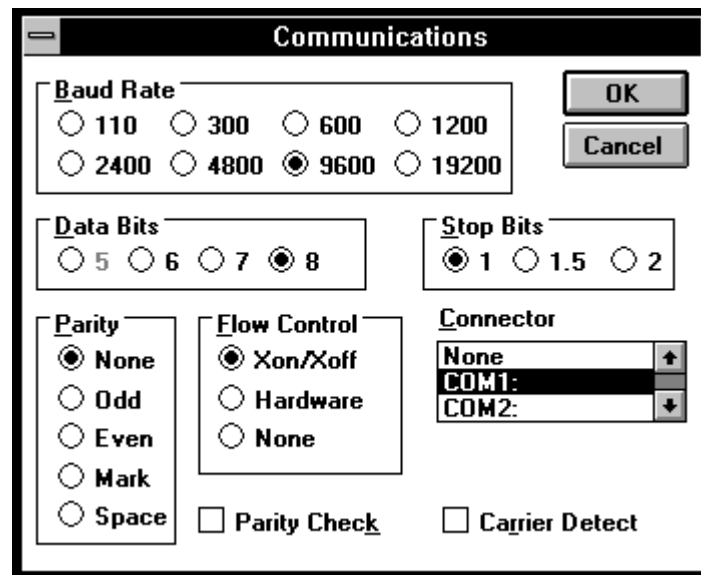 Communications
Baud Rate
OK
110 300 600 1200
Cancel
2400 4800 9600 19200
Data Bits
5 6 7 8
Stop Bits
1 1.5 2
Parity
None
Odd
Even
Mark
Space
Flow Control
Xon/Xoff
Hardware
None
Connector
None
COM1:
COM2:
Parity Check
Carrier Detect